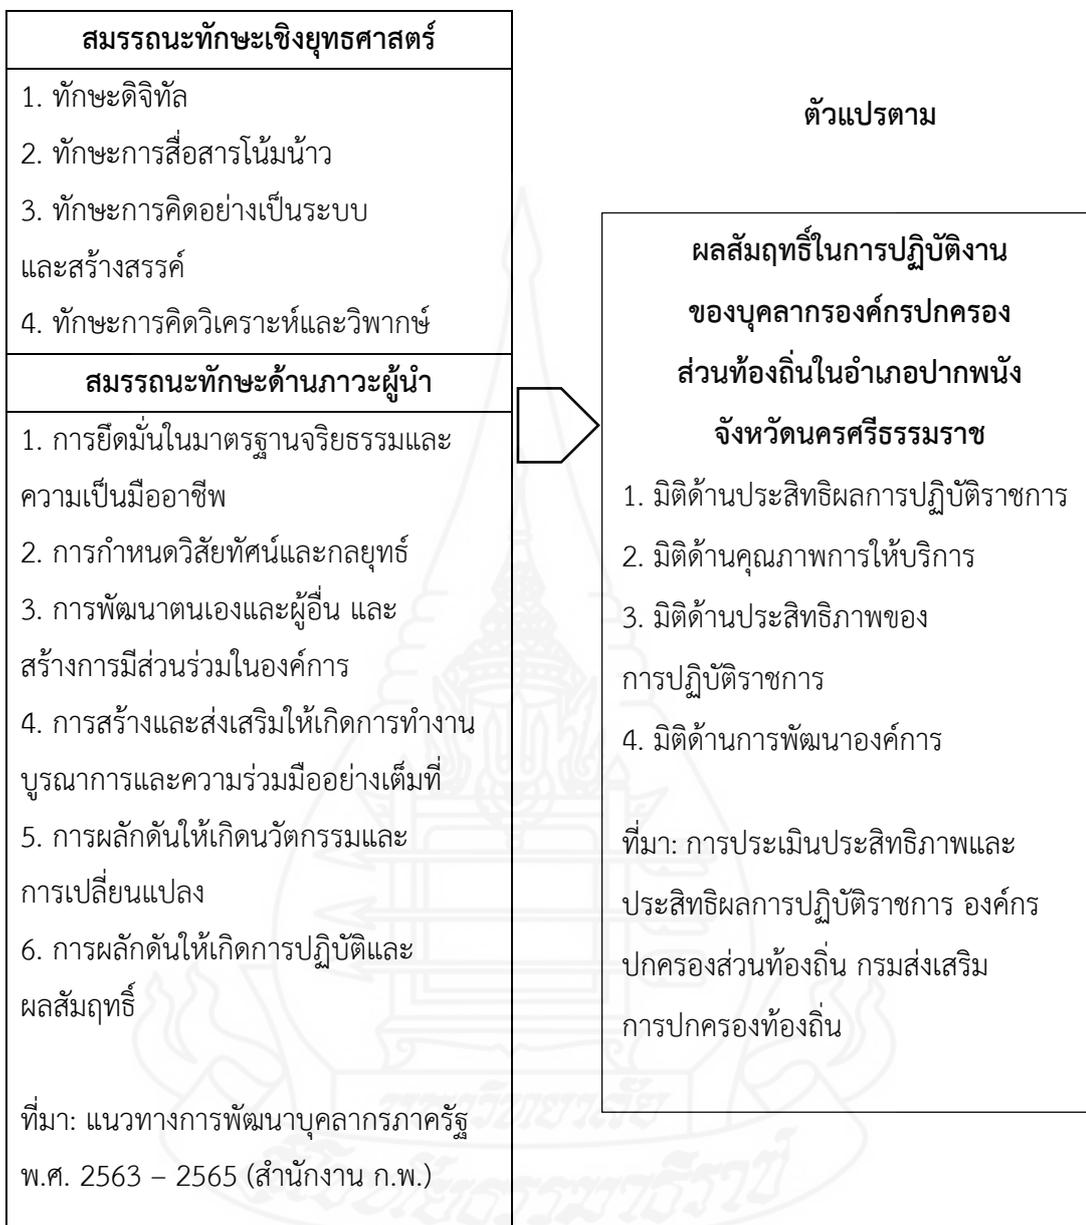 สมรรถนะทักษะเชิงยุทธศาสตร์
1. ทักษะดิจิทัล
2. ทักษะการสื่อสารโน้มน้าว
3. ทักษะการคิดอย่างเป็นระบบ
และสร้างสรรค์
4. ทักษะการคิดวิเคราะห์และวิพากษ์
สมรรถนะทักษะด้านภาวะผู้นำ
1. การยึดมั่นในมาตรฐานจริยธรรมและ
ความเป็นมืออาชีพ
2. การกำหนดวิสัยทัศน์และกลยุทธ์
3. การพัฒนาตนเองและผู้อื่น และ
สร้างการมีส่วนร่วมในองค์การ
4. การสร้างและส่งเสริมให้เกิดการทำงาน
บูรณาการและความร่วมมืออย่างเต็มที่
5. การผลักดันให้เกิดนวัตกรรมและ
การเปลี่ยนแปลง
6. การผลักดันให้เกิดการปฏิบัติและ
ผลสัมฤทธิ์
ที่มา: แนวทางการพัฒนาบุคลากรภาครัฐ
พ.ศ. 2563 – 2565 (สำนักงาน ก.พ.)
ตัวแปรตาม
ผลสัมฤทธิ์ในการปฏิบัติงาน
ของบุคลากรองค์กรปกครอง
ส่วนท้องถิ่นในอำเภอปากพนัง
จังหวัดนครศรีธรรมราช
1. มิติด้านประสิทธิผลการปฏิบัติราชการ
2. มิติด้านคุณภาพการให้บริการ
3. มิติด้านประสิทธิภาพของ
การปฏิบัติราชการ
4. มิติด้านการพัฒนาองค์การ
ที่มา: การประเมินประสิทธิภาพและ
ประสิทธิผลการปฏิบัติราชการ องค์กร
ปกครองส่วนท้องถิ่น กรมส่งเสริม
การปกครองท้องถิ่น
มหาวิทยาลัย
สุโขทัยธรรมาธิราช